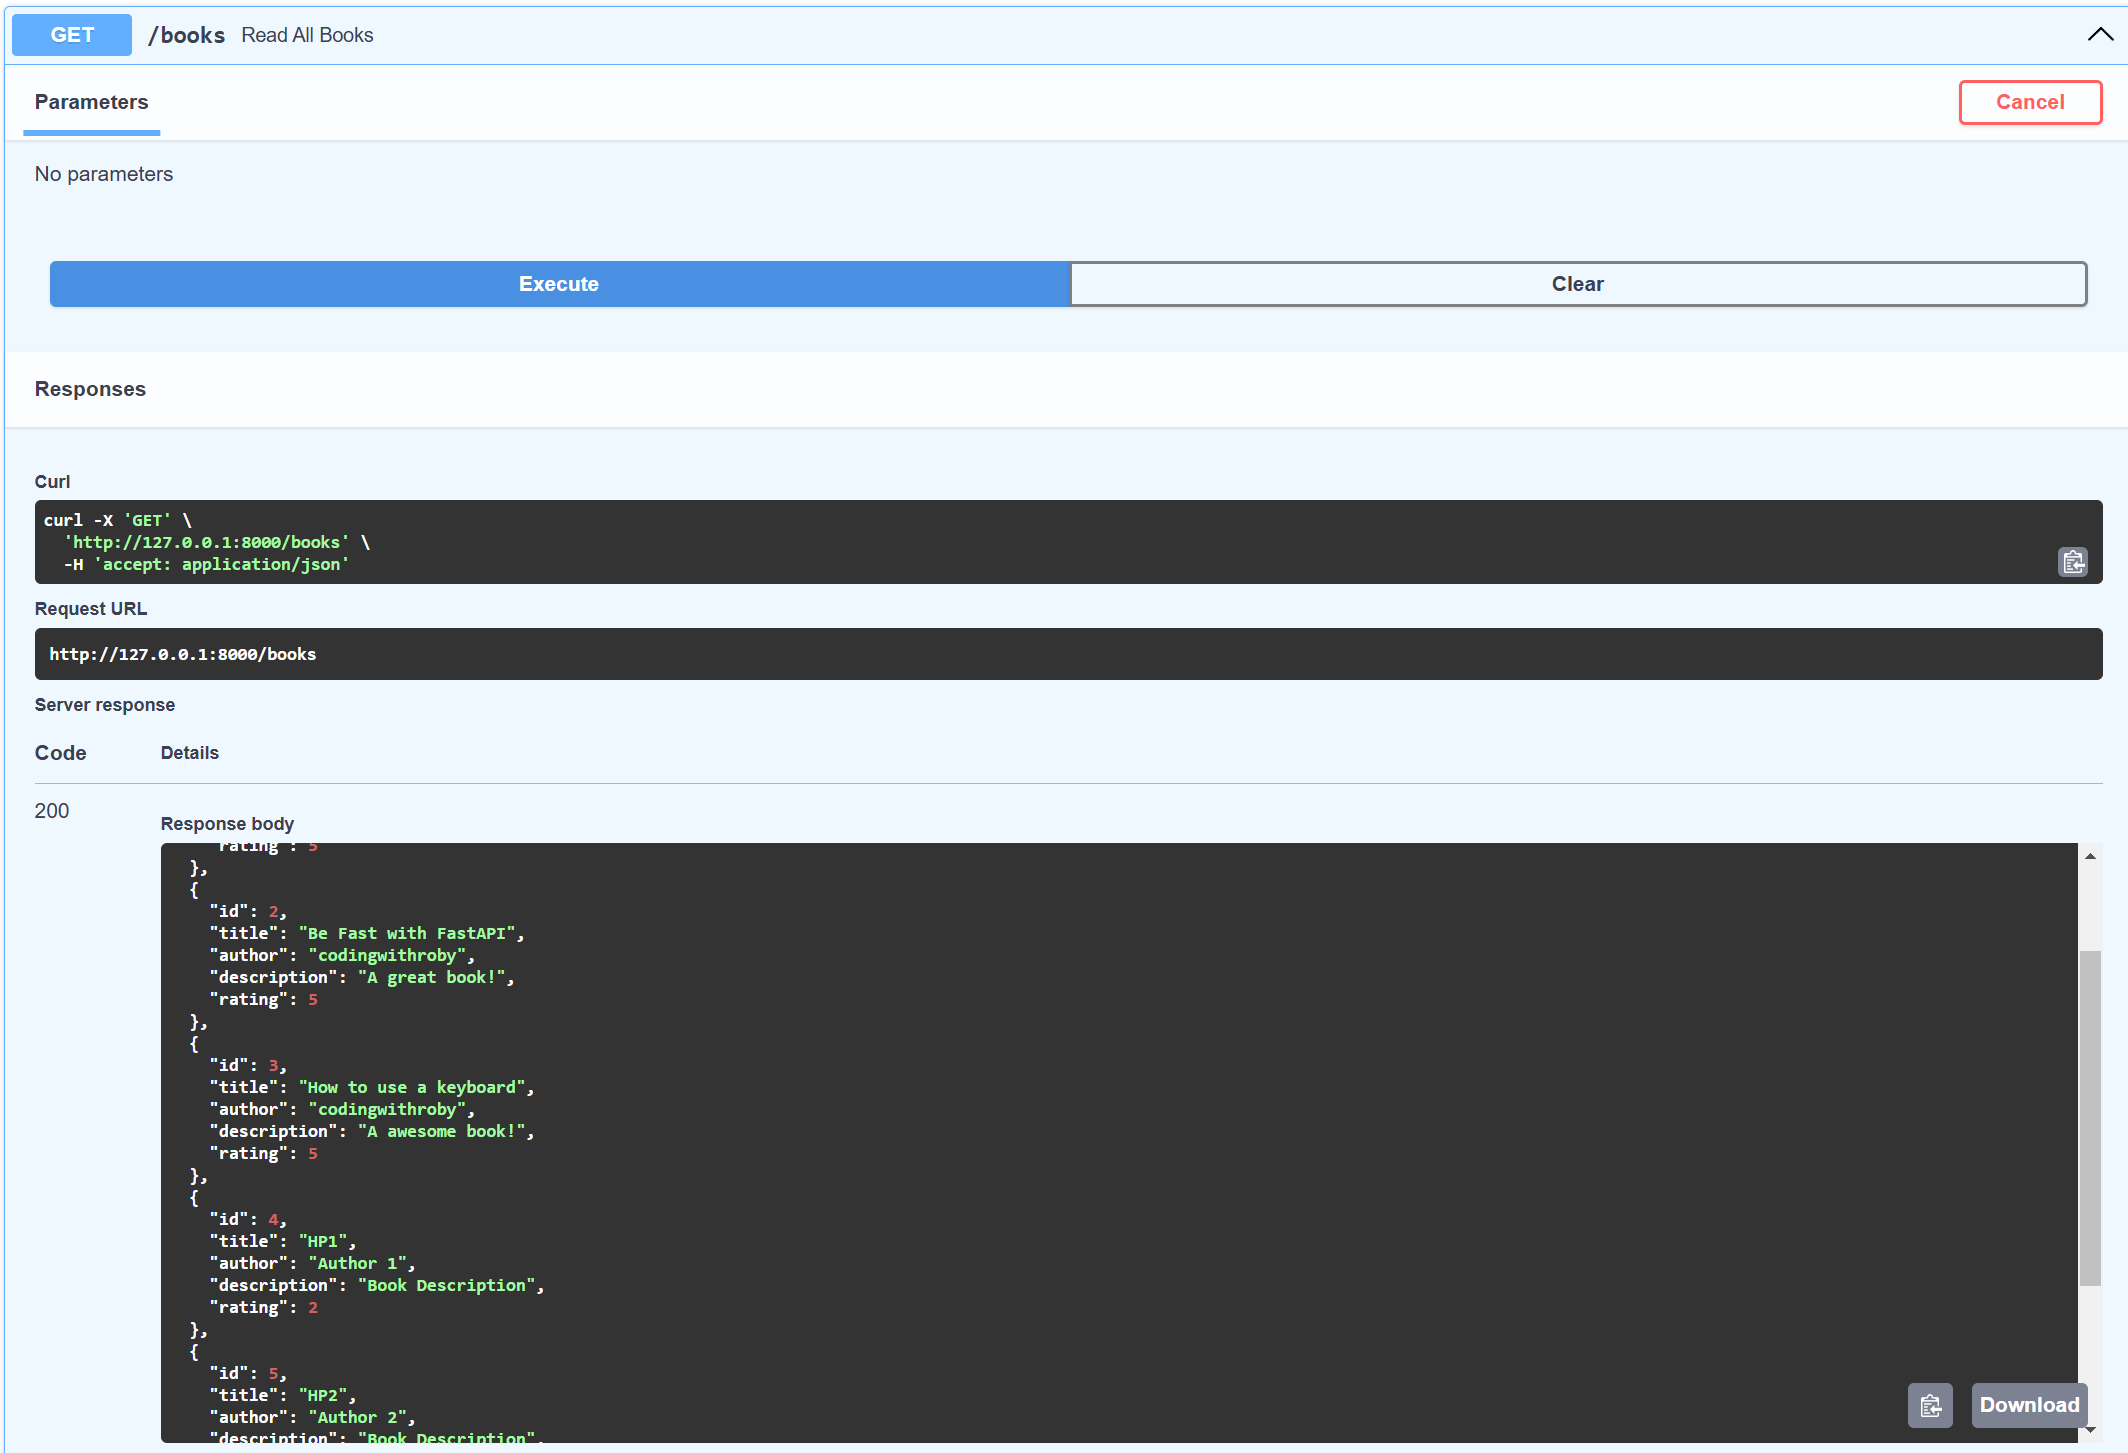 GET /books Read All Books
Parameters
Cancel
No parameters
Execute
Clear
Responses
Curl
curl -X 'GET' \
  'http://127.0.0.1:8000/books' \
  -H 'accept: application/json'
Request URL
http://127.0.0.1:8000/books
Server response
Code Details
200
Response body
"rating": 5
},
{
"id": 2,
"title": "Be Fast with FastAPI",
"author": "codingwithroby",
"description": "A great book!",
"rating": 5
},
{
"id": 3,
"title": "How to use a keyboard",
"author": "codingwithroby",
"description": "A awesome book!",
"rating": 5
},
{
"id": 4,
"title": "HP1",
"author": "Author 1",
"description": "Book Description",
"rating": 2
},
{
"id": 5,
"title": "HP2",
"author": "Author 2",
"description": "Book Description",
Download